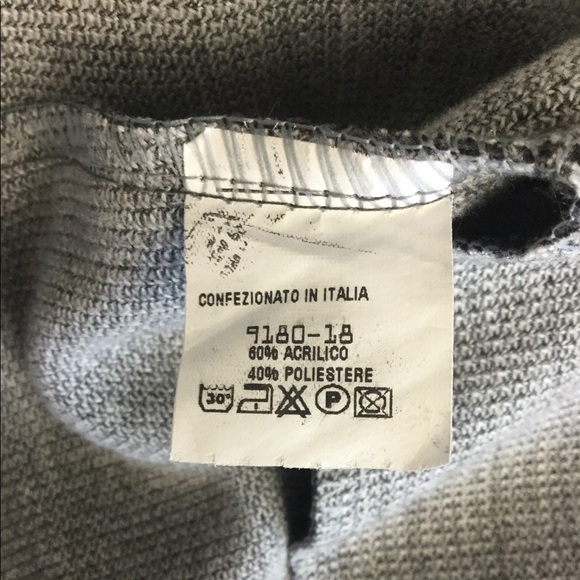 CONFEZIONATO IN ITALIA
9180-18
60% ACRILICO
40% POLIESTERE
30° P